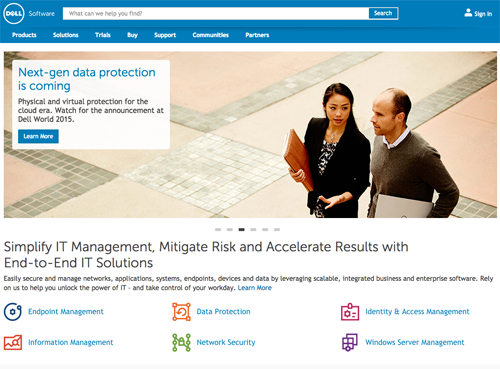 DELL Software What can we help you find? Search Sign In
Products Solutions Trials Buy Support Communities Partners
Next-gen data protection
is coming
Physical and virtual protection for the
cloud era. Watch for the announcement at
Dell World 2015.
Learn More
Simplify IT Management, Mitigate Risk and Accelerate Results with
End-to-End IT Solutions
Easily secure and manage networks, applications, systems, endpoints, devices and data by leveraging scalable, integrated business and enterprise software. Rely
on us to help you unlock the power of IT - and take control of your workday. Learn More
Endpoint Management Data Protection Identity & Access Management
Information Management Network Security Windows Server Management